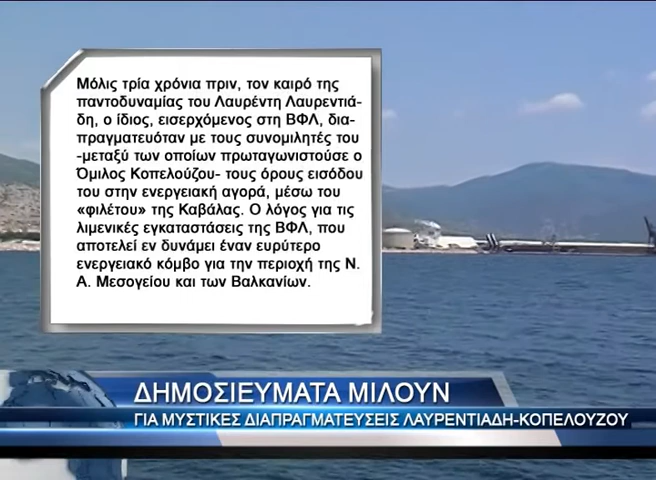 Μόλις τρία χρόνια πριν, τον καιρό της
παντοδυναμίας του Λαυρέντη Λαυρεντιά-
δη, ο ίδιος, εισερχόμενος στη ΒΦΛ, δια-
πραγματευόταν με τους συνομιλητές του
-μεταξύ των οποίων πρωταγωνιστούσε ο
Όμιλος Κοπελούζου- τους όρους εισόδου
του στην ενεργειακή αγορά, μέσω του
«φιλέτου» της Καβάλας. Ο λόγος για τις
λιμενικές εγκαταστάσεις της ΒΦΛ, που
αποτελεί εν δυνάμει έναν ευρύτερο
ενεργειακό κόμβο για την περιοχή της Ν.
Α. Μεσογείου και των Βαλκανίων.
ΔΗΜΟΣΙΕΥΜΑΤΑ ΜΙΛΟΥΝ
ΓΙΑ ΜΥΣΤΙΚΕΣ ΔΙΑΠΡΑΓΜΑΤΕΥΣΕΙΣ ΛΑΥΡΕΝΤΙΑΔΗ-ΚΟΠΕΛΟΥΖΟΥ